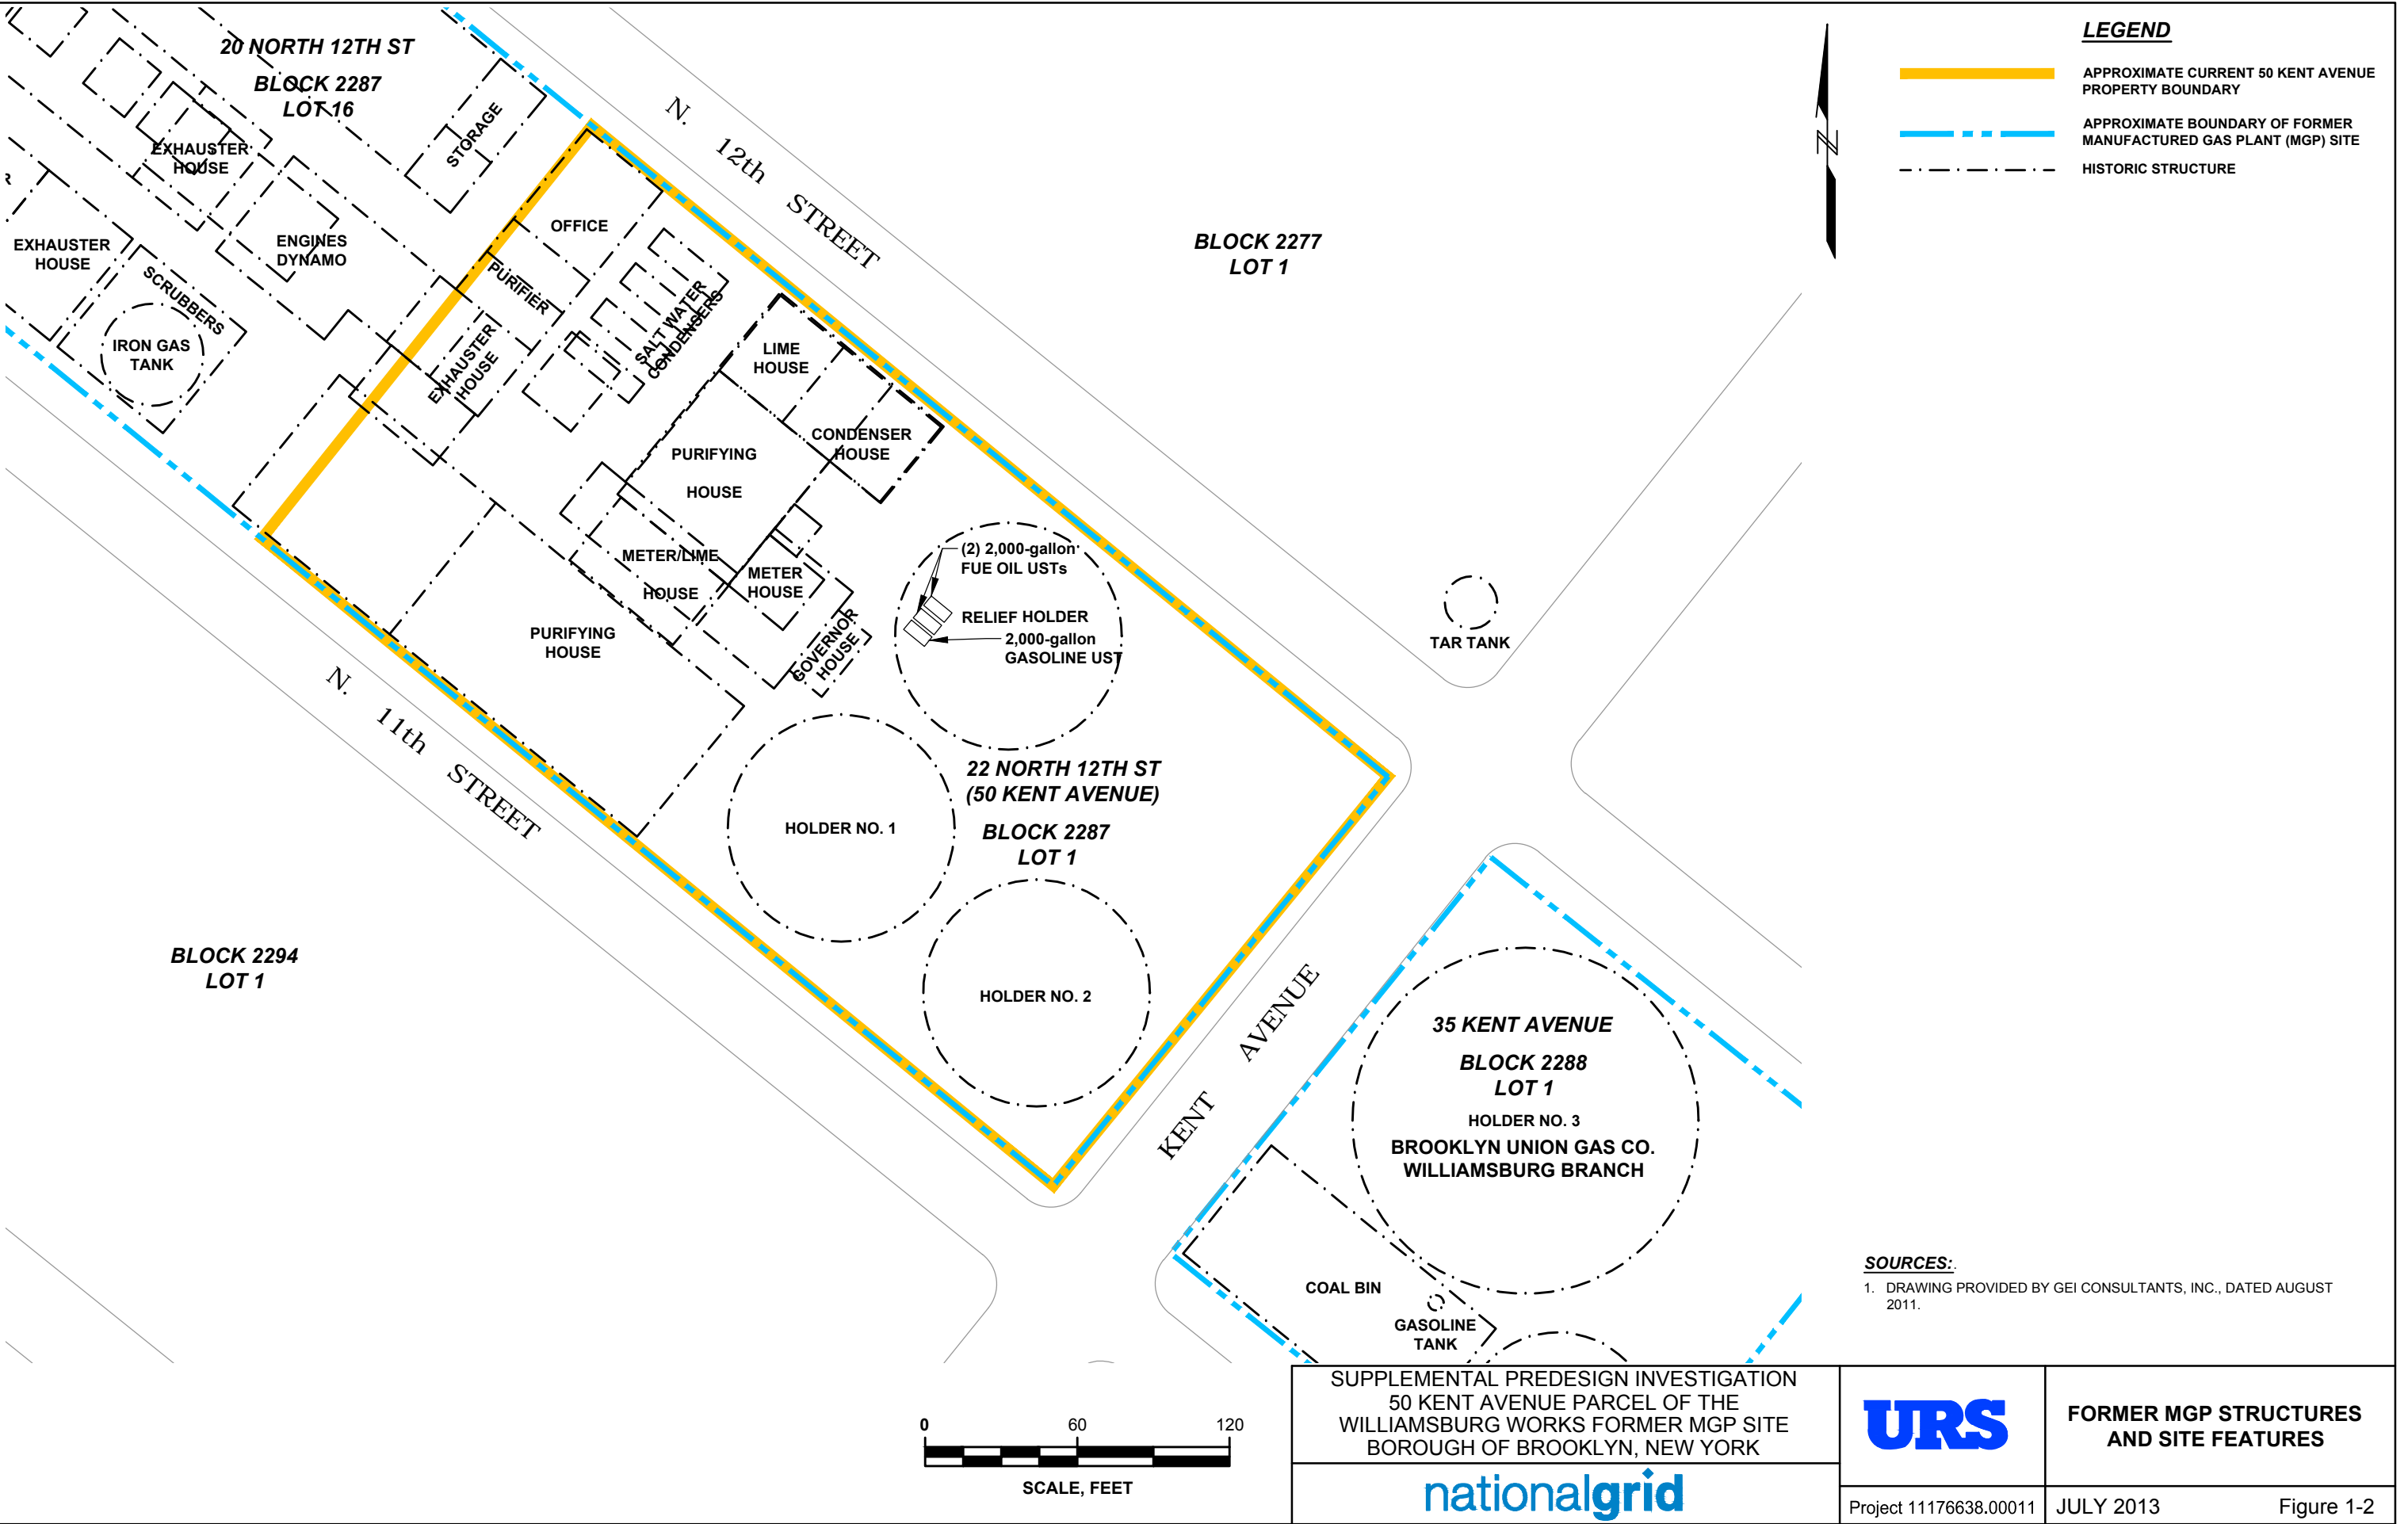 LEGEND
APPROXIMATE CURRENT 50 KENT AVENUE
PROPERTY BOUNDARY
APPROXIMATE BOUNDARY OF FORMER
MANUFACTURED GAS PLANT (MGP) SITE
HISTORIC STRUCTURE
N
20 NORTH 12TH ST
BLOCK 2287
LOT 16
EXHAUSTER
HOUSE
STORAGE
R
EXHAUSTER
HOUSE
ENGINES
DYNAMO
SCRUBBERS
IRON GAS
TANK
OFFICE
PURIFIER
EXHAUSTER
HOUSE
SALT WATER
CONDENSERS
LIME
HOUSE
CONDENSER
HOUSE
PURIFYING
HOUSE
METER/LIME
HOUSE
METER
HOUSE
GOVERNOR
HOUSE
PURIFYING
HOUSE
(2) 2,000-gallon
FUE OIL USTs
RELIEF HOLDER
2,000-gallon
GASOLINE UST
N. 12th STREET
BLOCK 2277
LOT 1
TAR TANK
N. 11th STREET
22 NORTH 12TH ST
(50 KENT AVENUE)
BLOCK 2287
LOT 1
HOLDER NO. 1
HOLDER NO. 2
BLOCK 2294
LOT 1
KENT AVENUE
35 KENT AVENUE
BLOCK 2288
LOT 1
HOLDER NO. 3
BROOKLYN UNION GAS CO.
WILLIAMSBURG BRANCH
COAL BIN
GASOLINE
TANK
SOURCES:
1. DRAWING PROVIDED BY GEI CONSULTANTS, INC., DATED AUGUST
2011.
0 60 120
SCALE, FEET
SUPPLEMENTAL PREDESIGN INVESTIGATION
50 KENT AVENUE PARCEL OF THE
WILLIAMSBURG WORKS FORMER MGP SITE
BOROUGH OF BROOKLYN, NEW YORK
nationalgrid
URS
FORMER MGP STRUCTURES
AND SITE FEATURES
Project 11176638.00011
JULY 2013
Figure 1-2